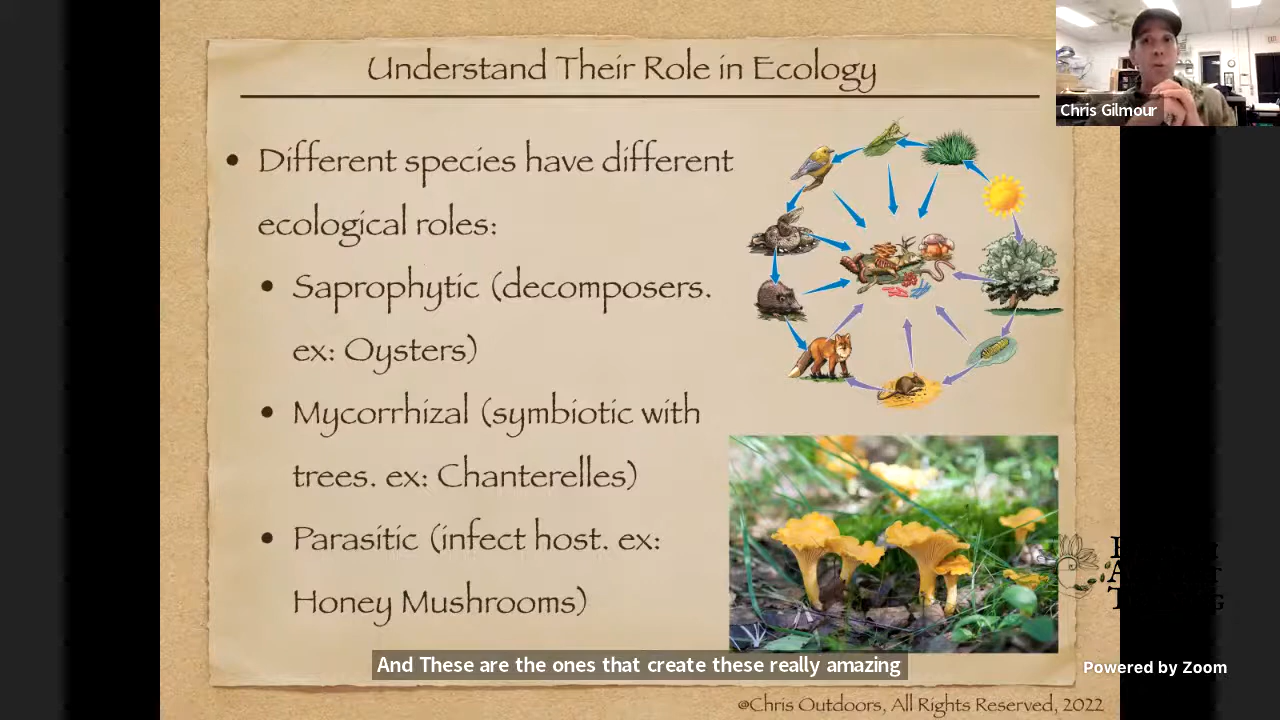 Understand Their Role in Ecology
Chris Gilmour
• Different species have different
ecological roles:
• Saprophytic (decomposers.
ex: Oysters)
• Mycorrhizal (symbiotic with
trees. ex: Chanterelles)
• Parasitic (infect host. ex:
Honey Mushrooms)
And These are the ones that create these really amazing
Powered by Zoom
@Chris Outdoors, All Rights Reserved, 2022